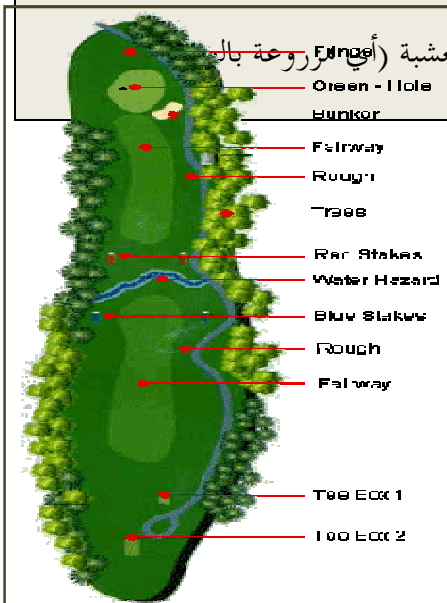 عشبة (أي مزروعة بال
Fringe
Green - Hole
Bunker
Fairway
Rough
Trees
Red Stakes
Water Hazard
Blue Stakes
Rough
Fairway
Tee Box 1
Tee Box 2